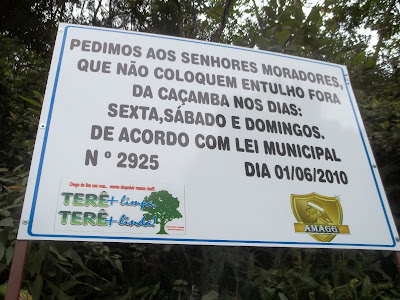 PEDIMOS AOS SENHORES MORADORES,
QUE NÃO COLOQUEM ENTULHO FORA
DA CAÇAMBA NOS DIAS:
SEXTA,SÁBADO E DOMINGOS.
DE ACORDO COM LEI MUNICIPAL
Nº 2925 DIA 01/06/2010
TERÊ+limpa,
TERÊ+linda!
AMAGG